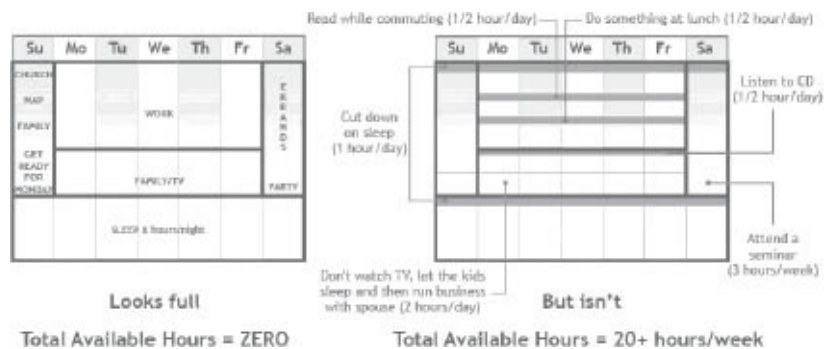 Read while commuting (1/2 hour/day)
Do something at lunch (1/2 hour/day)
Su Mo Tu We Th Fr Sa
CHURCH
NAP
FAMILY
GET
READY
FOR
MONDAY
WORK
FAMILY/TV
ERRANDS
PARTY
SLEEP 8 hours/night
Looks full
Total Available Hours = ZERO
Su Mo Tu We Th Fr Sa
Cut down
on sleep
(1 hour/day)
Listen to CD
(1/2 hour/day)
Attend a
seminar
(3 hours/week)
Don't watch TV, let the kids
sleep and then run business
with spouse (2 hours/day)
But isn't
Total Available Hours = 20+ hours/week